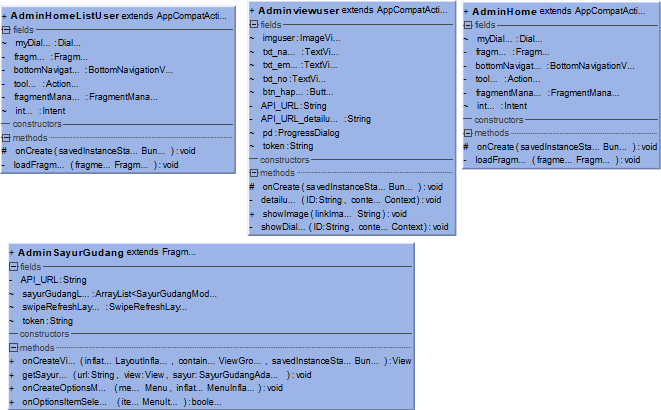 + AdminHomeListUser extends AppCompatActi...
fields
~ myDial... :Dial...
- fragm... :Fragm...
- bottomNavigat... :BottomNavigationV...
- tool... :Action...
- fragmentMana... :FragmentMana...
~ int... :Intent
constructors
methods
# onCreate (savedInstanceSta... Bun... ) : void
- loadFragm... (fragme... Fragm... ) : void
+ Adminviewuser extends AppCompatActi...
fields
~ imguser:ImageVi...
~ txt_na... :TextVi...
~ txt_em... :TextVi...
~ txt_no:TextVi...
~ btn_hap... :Butt...
- API_URL:String
- API_URL_detailu... :String
~ pd:ProgressDialog
~ token:String
constructors
methods
# onCreate (savedInstanceSta... Bun... ) : void
- detailu... (ID:String, conte... Context) : void
+ showImage (linkIma... String) : void
- showDial... (ID:String, conte... Context) : void
+ AdminHome extends AppCompatActi...
fields
~ myDial... :Dial...
- fragm... :Fragm...
- bottomNavigat... :BottomNavigationV...
- tool... :Action...
- fragmentMana... :FragmentMana...
~ int... :Intent
constructors
methods
# onCreate (savedInstanceSta... Bun... ) : void
- loadFragm... (fragme... Fragm... ) : void
+ AdminSayurGudang extends Fragm...
fields
- API_URL:String
~ sayurGudangL... :ArrayList<SayurGudangMod...
~ swipeRefreshLay... :SwipeRefreshLay...
~ token:String
constructors
methods
+ onCreateVi... (inflat... LayoutInfla... , contain... ViewGro... , savedInstanceSta... Bun... ) : View
+ getSayur... (url:String, view:View, sayur:SayurGudangAda... ) : void
+ onCreateOptionsM... (me... Menu, inflat... MenuInfla... ) : void
+ onOptionsItemSele... (ite... MenuIt... ) : boole...